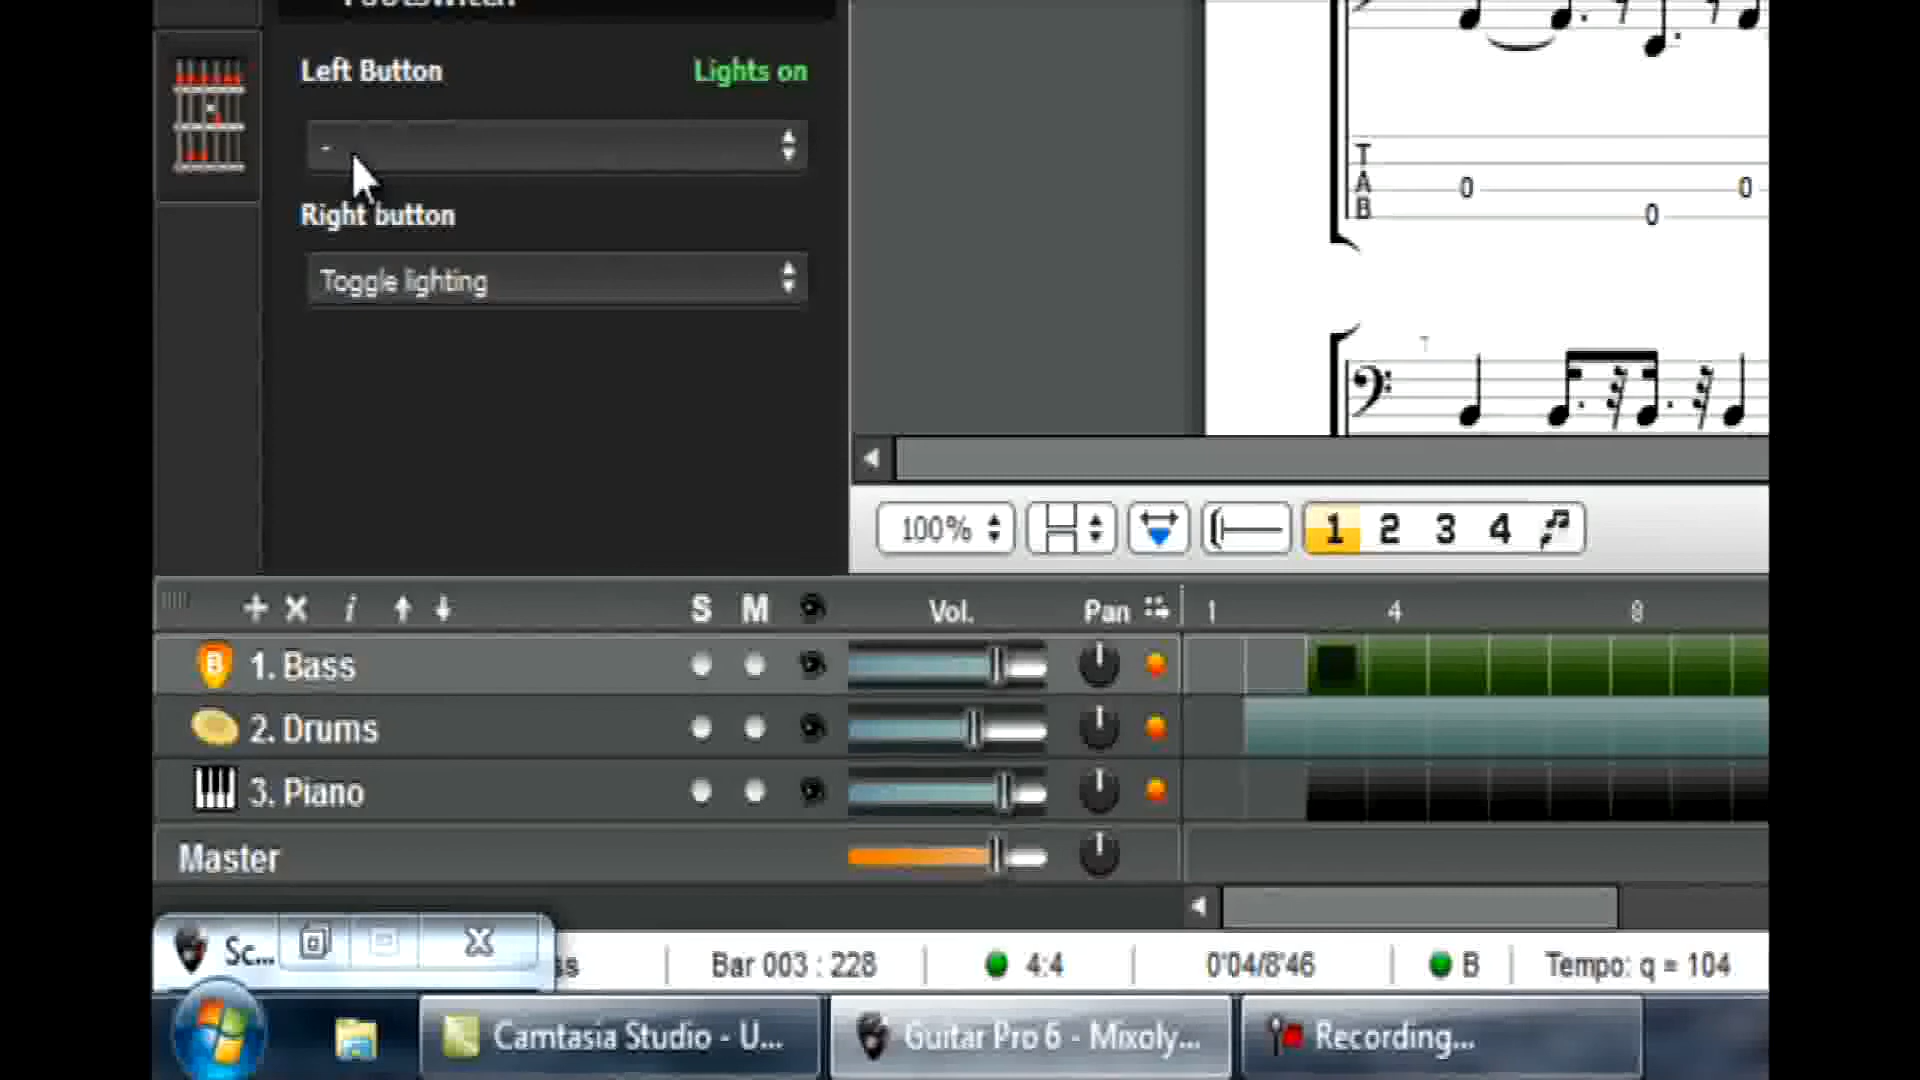 FOOTSWITCH
Left Button Lights on
-
Right button
Toggle lighting
T
A
B
0 0
0
100% 1 2 3 4
S M Vol. Pan 1 4 8
B 1. Bass
2. Drums
3. Piano
Master
Sc... ss Bar 003 : 228 4:4 0'04/8'46 B Tempo: q = 104
Camtasia Studio - U... Guitar Pro 6 - Mixoly... Recording...